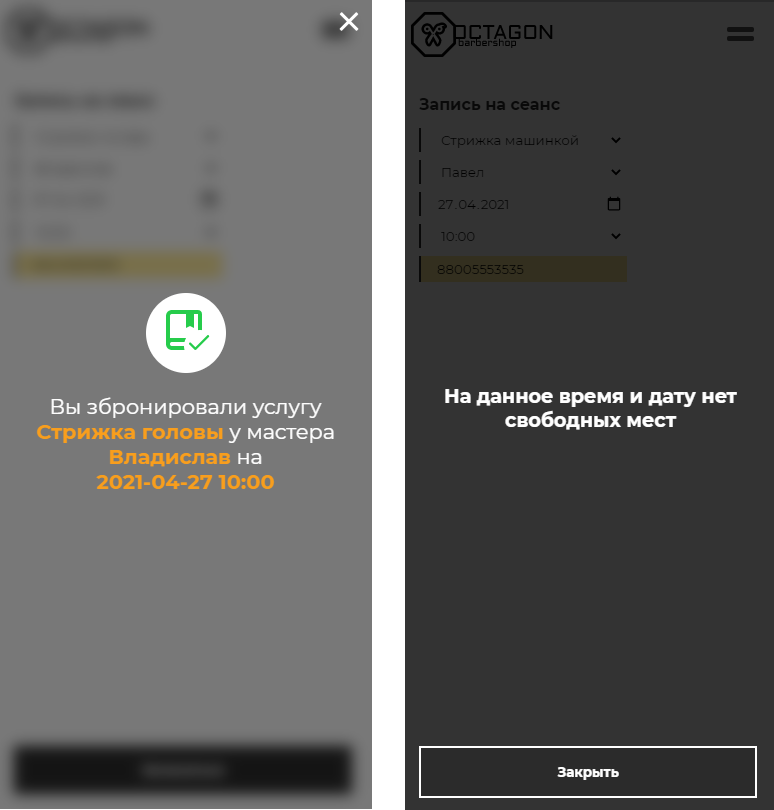 Вы збронировали услугу
Стрижка головы у мастера
Владислав на
2021-04-27 10:00
OCTAGON
barbershop
Запись на сеанс
Стрижка машинкой
Павел
27.04.2021
10:00
88005553535
На данное время и дату нет
свободных мест
Закрыть